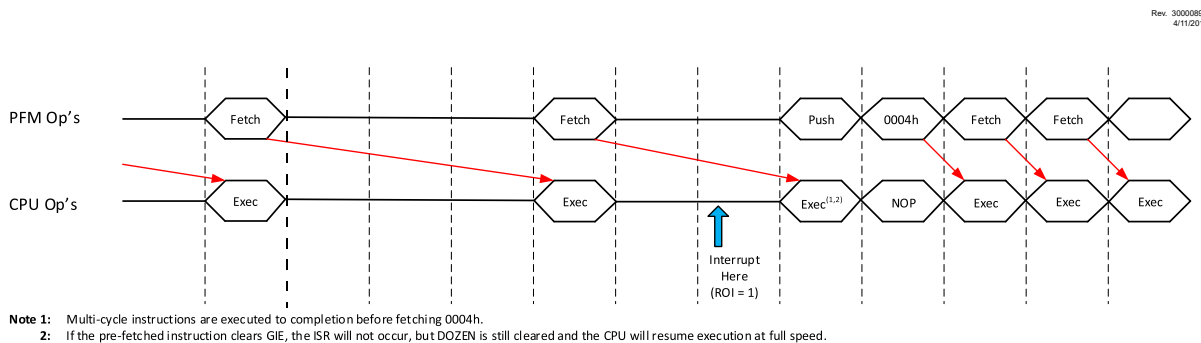 Rev. 3000089
4/11/201
PFM Op's
Fetch
Fetch
Push
0004h
Fetch
Fetch
CPU Op's
Exec
Exec
Exec(1,2)
NOP
Exec
Exec
Exec
Interrupt
Here
(ROI = 1)
Note 1: Multi-cycle instructions are executed to completion before fetching 0004h.
2: If the pre-fetched instruction clears GIE, the ISR will not occur, but DOZEN is still cleared and the CPU will resume execution at full speed.